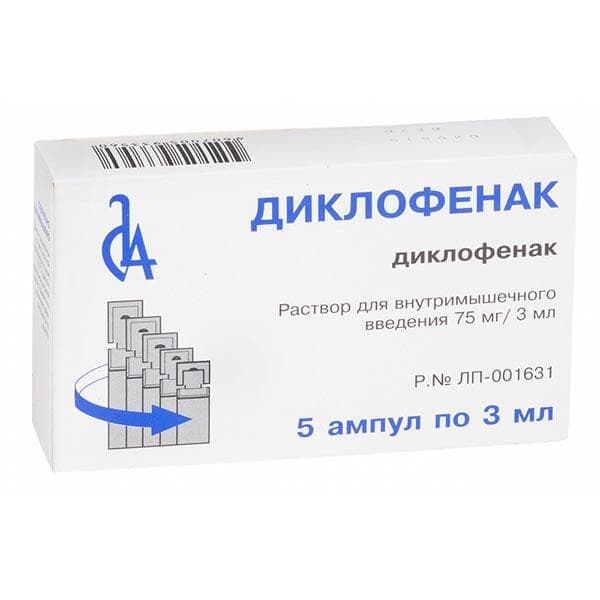 ДИКЛОФЕНАК
диклофенак
Раствор для внутримышечного
введения 75 мг/ 3 мл
Р.№ ЛП-001631
5 ампул по 3 мл